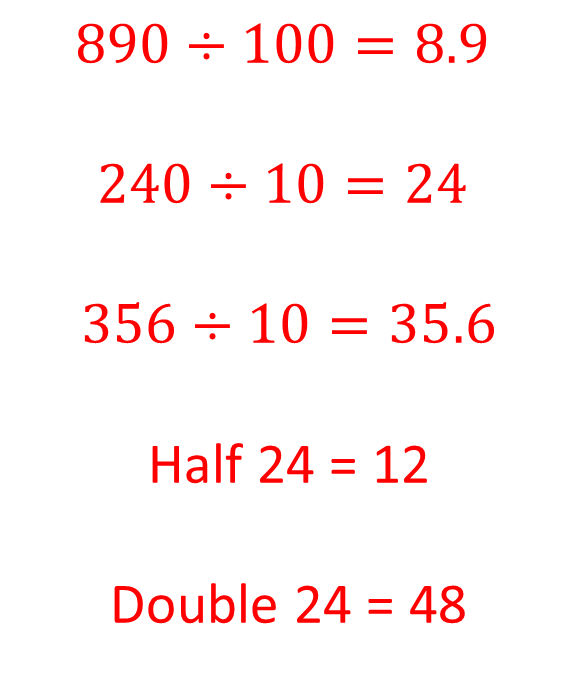 890 ÷ 100 = 8.9
240 ÷ 10 = 24
356 ÷ 10 = 35.6
Half 24 = 12
Double 24 = 48